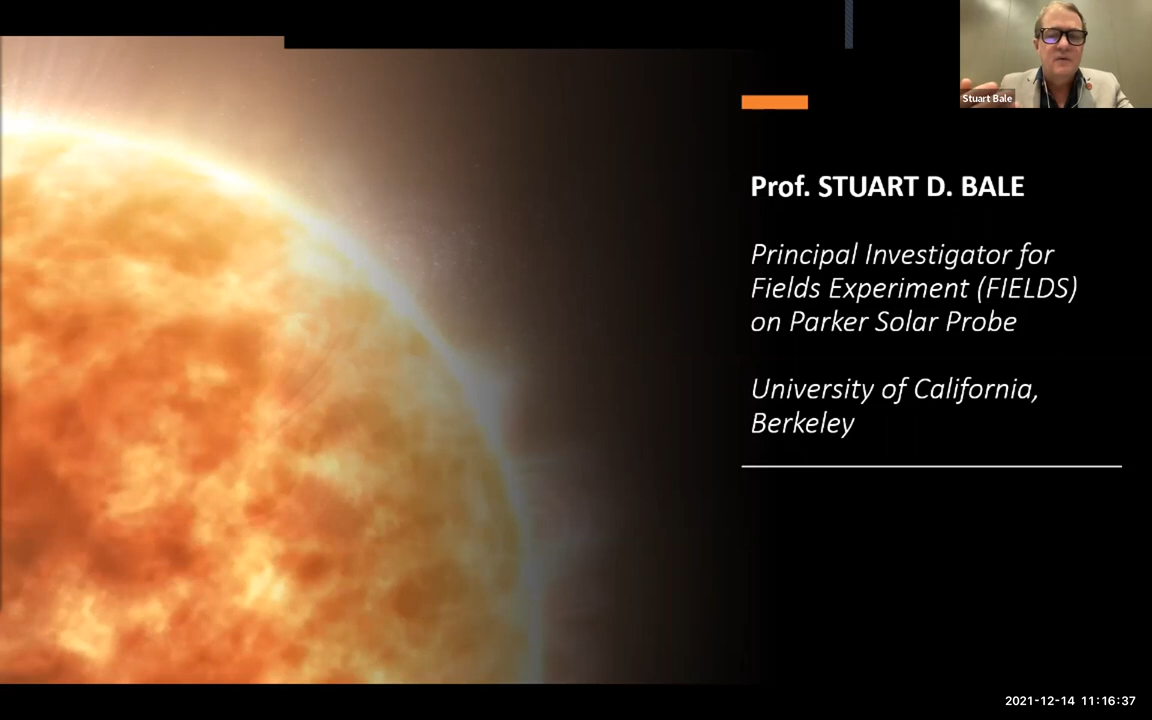 Stuart Bale
Prof. STUART D. BALE
Principal Investigator for
Fields Experiment (FIELDS)
on Parker Solar Probe
University of California,
Berkeley
2021-12-14 11:16:37